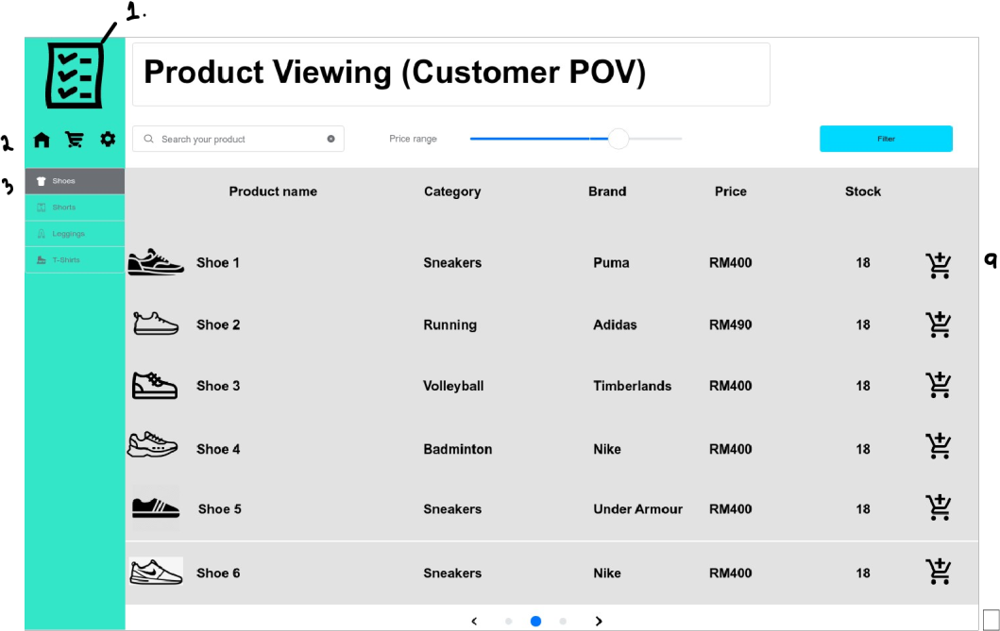 1.
Product Viewing (Customer POV)
2
Search your product
Price range
Filter
3
Shoes
Shorts
Leggings
T-Shirts
Product name Category Brand Price Stock
Shoe 1 Sneakers Puma RM400 18
9
Shoe 2 Running Adidas RM490 18
Shoe 3 Volleyball Timberlands RM400 18
Shoe 4 Badminton Nike RM400 18
Shoe 5 Sneakers Under Armour RM400 18
Shoe 6 Sneakers Nike RM400 18